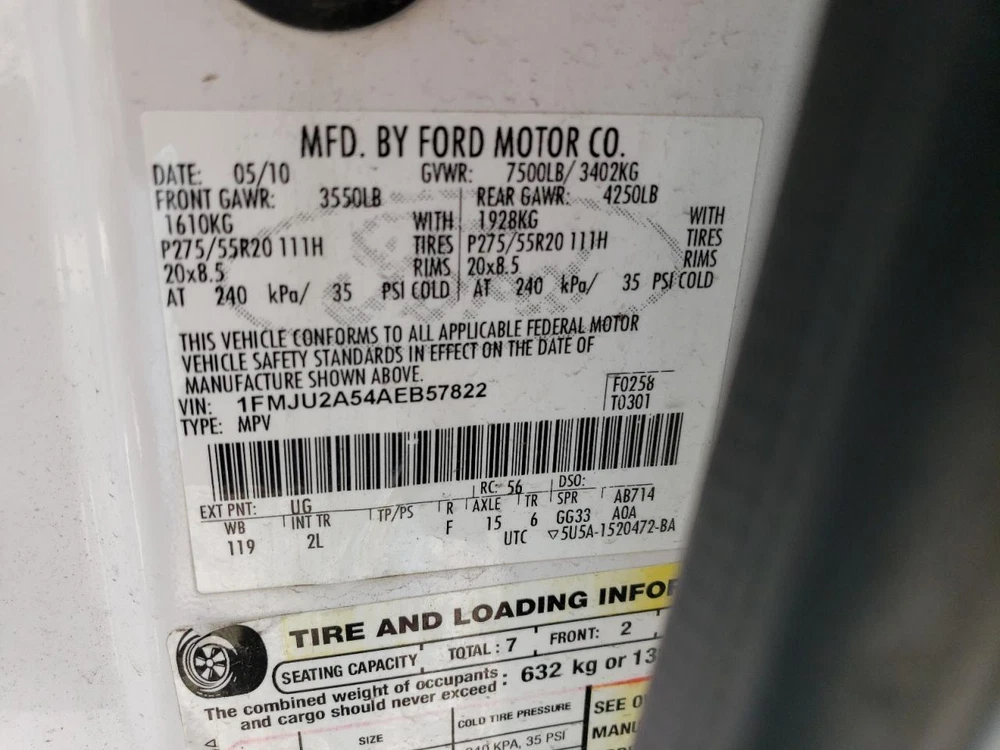 MFD. BY FORD MOTOR CO.
DATE: 05/10 GVWR: 7500LB/ 3402KG
FRONT GAWR: 3550LB REAR GAWR: 4250LB
1610KG WITH 1928KG WITH
P275/55R20 111H TIRES P275/55R20 111H TIRES
20x8.5 RIMS 20x8.5 RIMS
AT 240 kPa/ 35 PSI COLD AT 240 kPa/ 35 PSI COLD
THIS VEHICLE CONFORMS TO ALL APPLICABLE FEDERAL MOTOR
VEHICLE SAFETY STANDARDS IN EFFECT ON THE DATE OF
MANUFACTURE SHOWN ABOVE.
VIN: 1FMJU2A54AEB57822
F0258
T0301
TYPE: MPV
EXT PNT: UG RC: 56 DSO:
WB INT TR TP/PS R AXLE TR SPR AB714
119 2L F 15 6 GG33 A0A
UTC ▽5U5A-1520472-BA
TIRE AND LOADING INFO
SEATING CAPACITY TOTAL: 7 FRONT: 2
The combined weight of occupants : 632 kg or 13
and cargo should never exceed
SIZE COLD TIRE PRESSURE SEE
240 KPA, 35 PSI